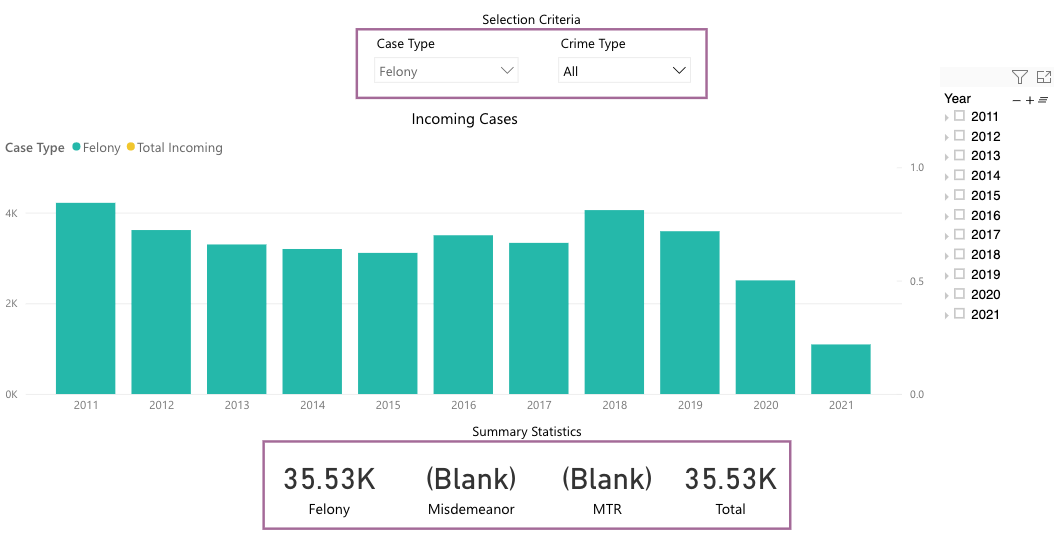 Selection Criteria
Case Type
Crime Type
Felony
All
Year
2011
2012
2013
2014
2015
2016
2017
2018
2019
2020
2021
Incoming Cases
Case Type Felony Total Incoming
4K
2K
0K
1.0
0.5
0.0
2011 2012 2013 2014 2015 2016 2017 2018 2019 2020 2021
Summary Statistics
35.53K (Blank) (Blank) 35.53K
Felony Misdemeanor MTR Total